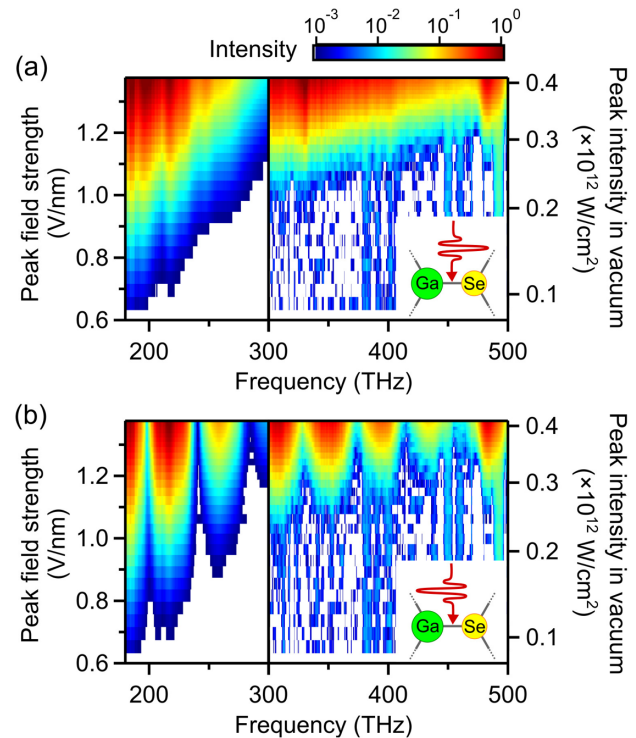 10⁻³ 10⁻² 10⁻¹ 10⁰
Intensity
(a)
Peak field strength
(V/nm)
1.2
1.0
0.8
0.6
0.4
0.3
0.2
0.1
Peak intensity in vacuum
(×10¹² W/cm²)
Ga Se
200 300 400 500
Frequency (THz)
(b)
Peak field strength
(V/nm)
1.2
1.0
0.8
0.6
0.4
0.3
0.2
0.1
Peak intensity in vacuum
(×10¹² W/cm²)
Ga Se
200 300 400 500
Frequency (THz)